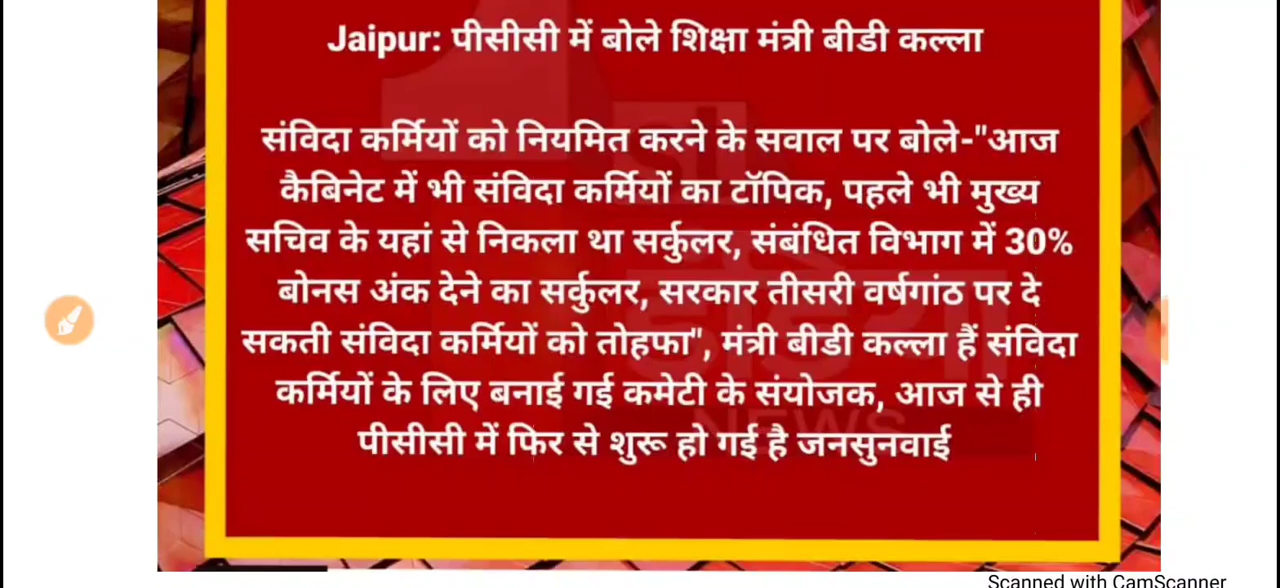 Jaipur: पीसीसी में बोले शिक्षा मंत्री बीडी कल्ला
संविदा कर्मियों को नियमित करने के सवाल पर बोले-"आज
कैबिनेट में भी संविदा कर्मियों का टॉपिक, पहले भी मुख्य
सचिव के यहां से निकला था सर्कुलर, संबंधित विभाग में 30%
बोनस अंक देने का सर्कुलर, सरकार तीसरी वर्षगांठ पर दे
सकती संविदा कर्मियों को तोहफा", मंत्री बीडी कल्ला हैं संविदा
कर्मियों के लिए बनाई गई कमेटी के संयोजक, आज से ही
पीसीसी में फिर से शुरू हो गई है जनसुनवाई
NEWS
Scanned with CamScanner